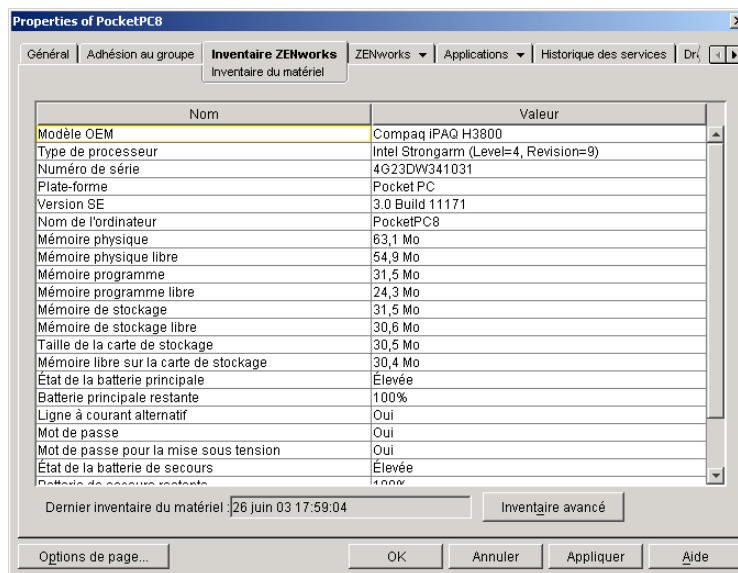 Properties of PocketPC8
Général Adhésion au groupe Inventaire ZENworks ZENworks Applications Historique des services
Inventaire du matériel
Nom Valeur
Modèle OEM Compaq iPAQ H3800
Type de processeur Intel Strongarm (Level=4, Revision=9)
Numéro de série 4G23DW341031
Plate-forme Pocket PC
Version SE 3.0 Build 11171
Nom de l'ordinateur PocketPC8
Mémoire physique 63,1 Mo
Mémoire physique libre 54,9 Mo
Mémoire programme 31,5 Mo
Mémoire programme libre 24,3 Mo
Mémoire de stockage 31,5 Mo
Mémoire de stockage libre 30,6 Mo
Taille de la carte de stockage 30,5 Mo
Mémoire libre sur la carte de stockage 30,4 Mo
État de la batterie principale Élevée
Batterie principale restante 100%
Ligne à courant alternatif Oui
Mot de passe Oui
Mot de passe pour la mise sous tension Oui
État de la batterie de secours Élevée
Batterie de secours restante 100%
Dernier inventaire du matériel : 26 juin 03 17:59:04 Inventaire avancé
Options de page... OK Annuler Appliquer Aide